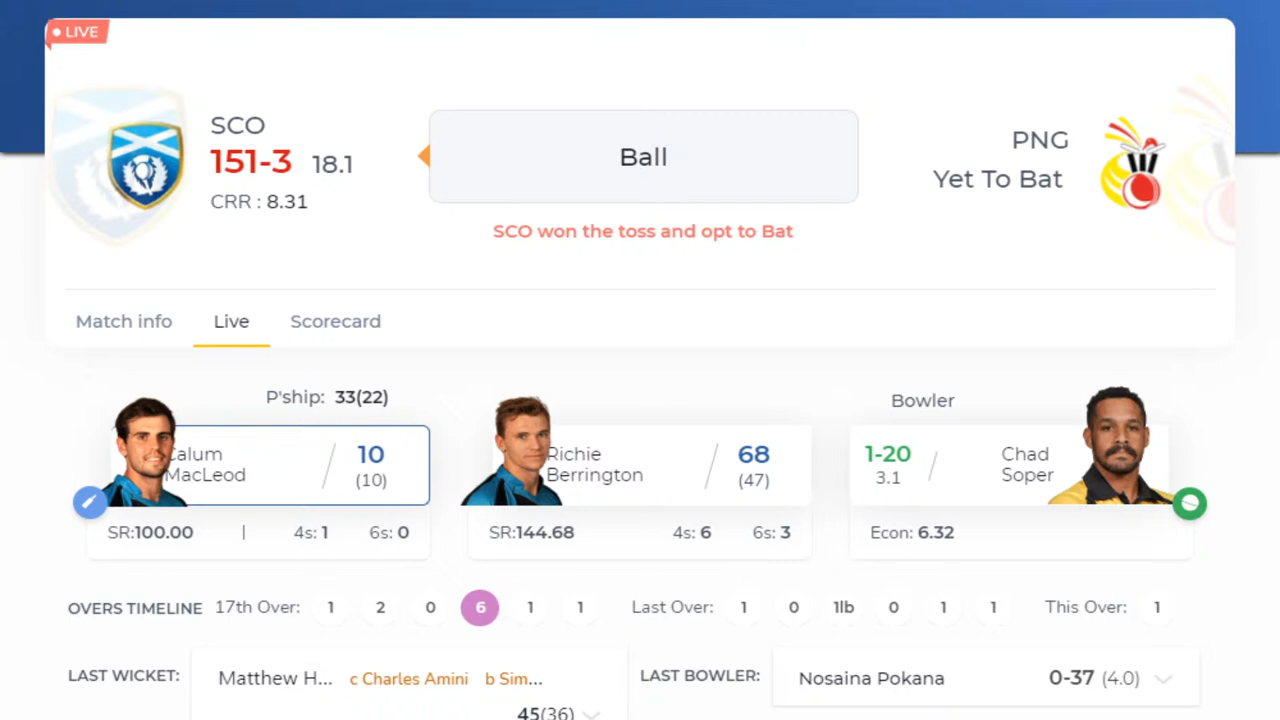 LIVE
SCO
151-3 18.1
CRR : 8.31
Ball
SCO won the toss and opt to Bat
PNG
Yet To Bat
Match info Live Scorecard
P'ship: 33(22)
Calum
MacLeod
10
(10)
SR:100.00 | 4s: 1 6s: 0
Richie
Berrington
68
(47)
SR:144.68 4s: 6 6s: 3
Bowler
1-20
3.1
Chad
Soper
Econ: 6.32
OVERS TIMELINE 17th Over: 1 2 0 6 1 1 Last Over: 1 0 1lb 0 1 1 This Over: 1
LAST WICKET: Matthew H... c Charles Amini b Sim...
45(36)
LAST BOWLER: Nosaina Pokana 0-37 (4.0)